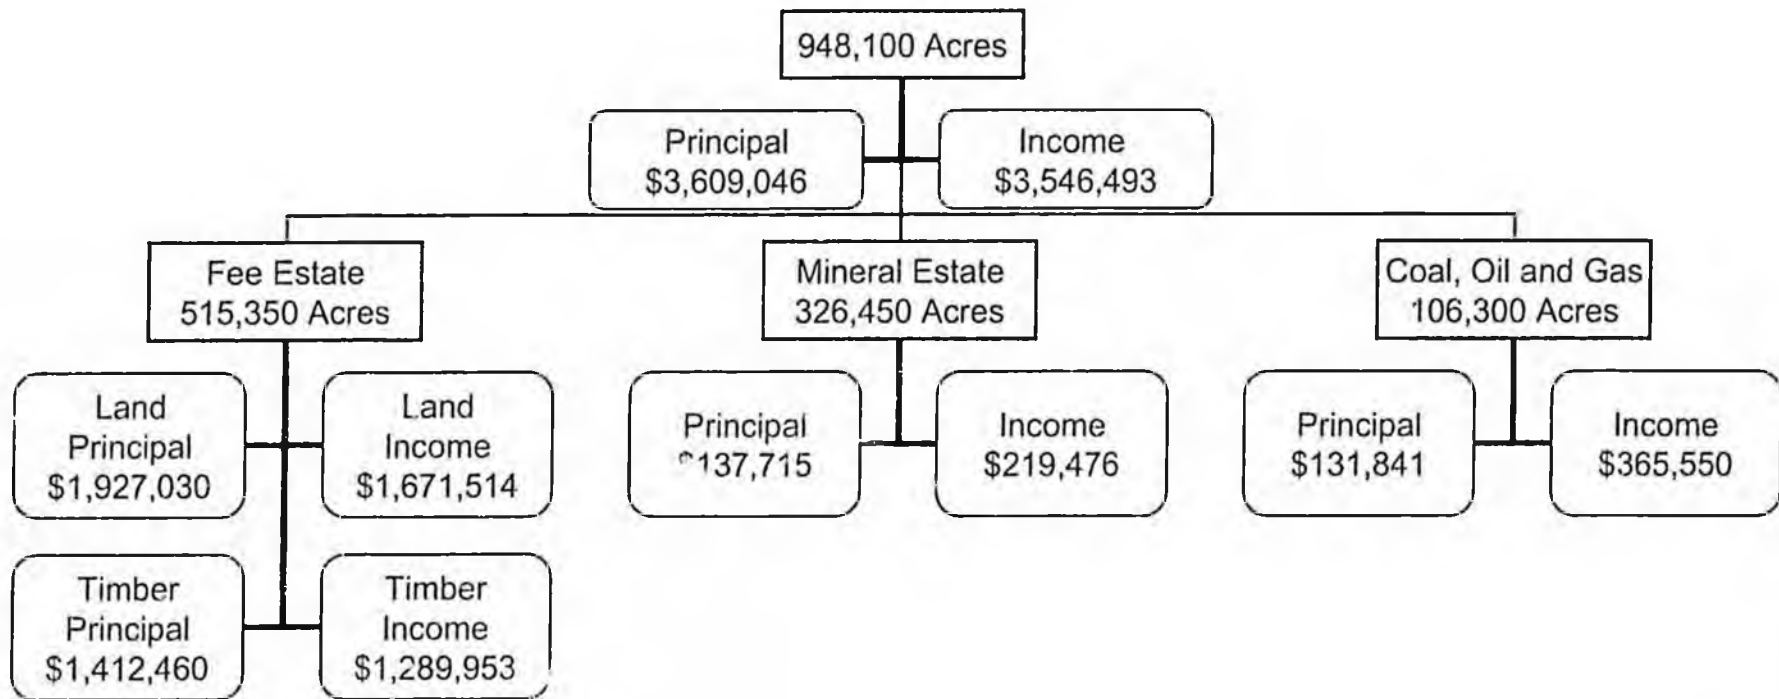 948,100 Acres
Principal
$3,609,046
Income
$3,546,493
Fee Estate
515,350 Acres
Mineral Estate
326,450 Acres
Coal, Oil and Gas
106,300 Acres
Land
Principal
$1,927,030
Land
Income
$1,671,514
Principal
$137,715
Income
$219,476
Principal
$131,841
Income
$365,550
Timber
Principal
$1,412,460
Timber
Income
$1,289,953